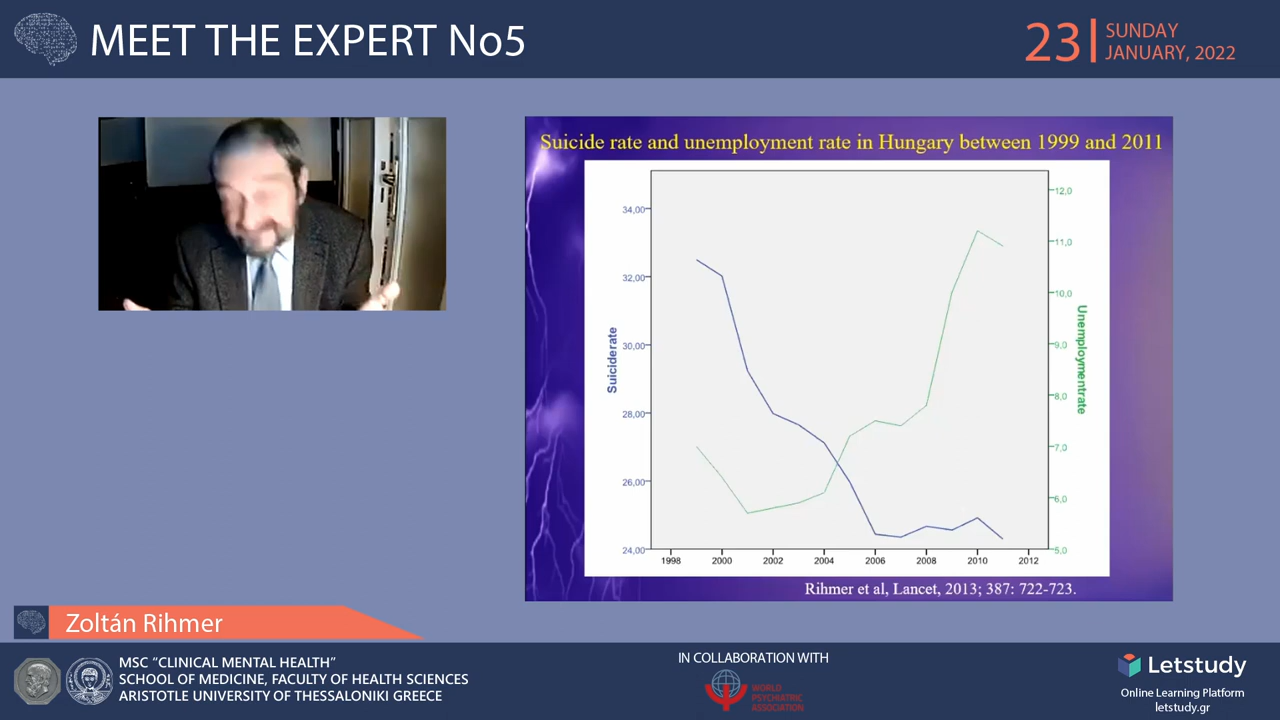 MEET THE EXPERT No5
23
SUNDAY
JANUARY, 2022
Suicide rate and unemployment rate in Hungary between 1999 and 2011
Suiciderate
34,00
32,00
30,00
28,00
26,00
24,00
1998
2000
2002
2004
2006
2008
2010
2012
12,0
11,0
10,0
9,0
8,0
7,0
6,0
5,0
Unemploymentrate
Rihmer et al, Lancet, 2013; 387: 722-723.
Zoltán Rihmer
MSC “CLINICAL MENTAL HEALTH”
SCHOOL OF MEDICINE, FACULTY OF HEALTH SCIENCES
ARISTOTLE UNIVERSITY OF THESSALONIKI GREECE
IN COLLABORATION WITH
WORLD
PSYCHIATRIC
ASSOCIATION
Letstudy
Online Learning Platform
letstudy.gr